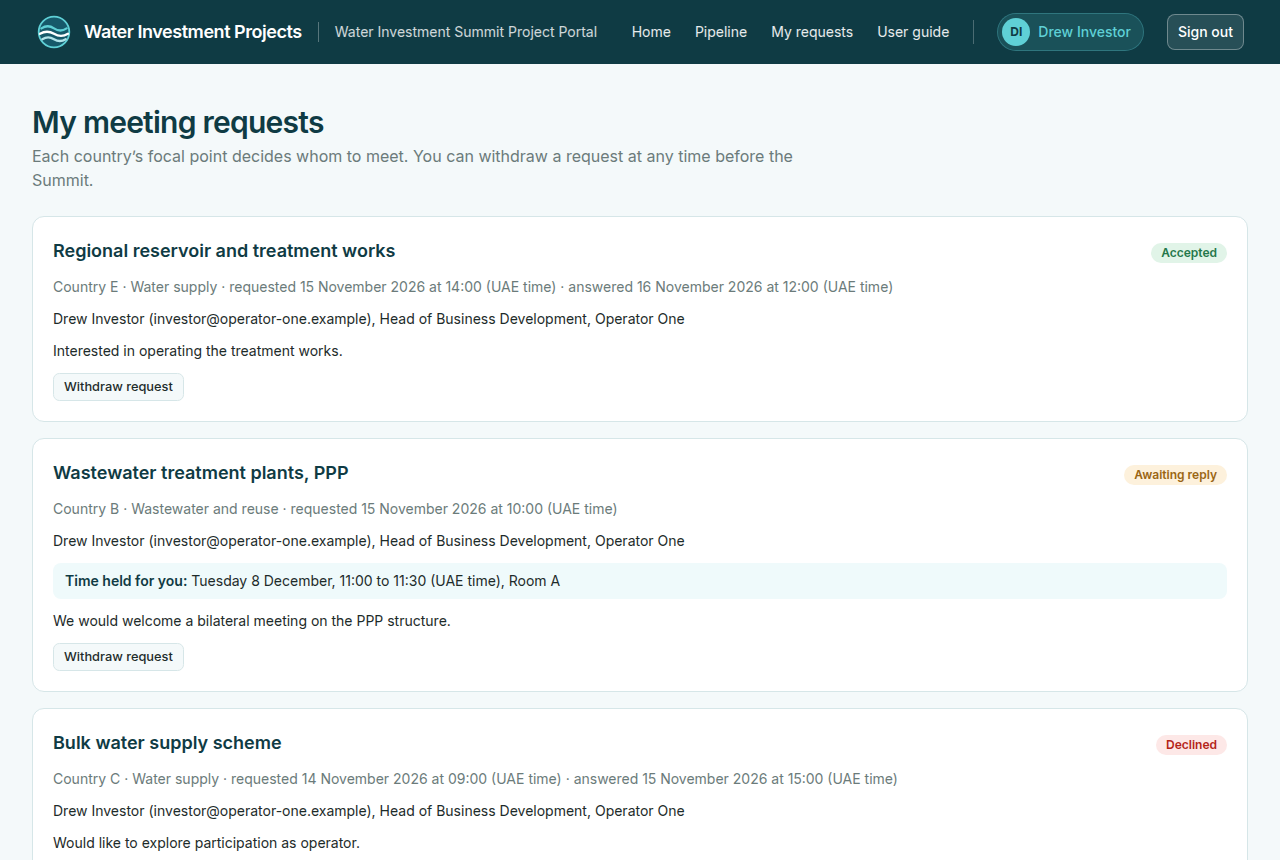 Water Investment Projects
Water Investment Summit Project Portal
Home
Pipeline
My requests
User guide
DI
Drew Investor
Sign out
My meeting requests
Each country’s focal point decides whom to meet. You can withdraw a request at any time before the
Summit.
Regional reservoir and treatment works
Accepted
Country E · Water supply · requested 15 November 2026 at 14:00 (UAE time) · answered 16 November 2026 at 12:00 (UAE time)
Drew Investor (investor@operator-one.example), Head of Business Development, Operator One
Interested in operating the treatment works.
Withdraw request
Wastewater treatment plants, PPP
Awaiting reply
Country B · Wastewater and reuse · requested 15 November 2026 at 10:00 (UAE time)
Drew Investor (investor@operator-one.example), Head of Business Development, Operator One
Time held for you: Tuesday 8 December, 11:00 to 11:30 (UAE time), Room A
We would welcome a bilateral meeting on the PPP structure.
Withdraw request
Bulk water supply scheme
Declined
Country C · Water supply · requested 14 November 2026 at 09:00 (UAE time) · answered 15 November 2026 at 15:00 (UAE time)
Drew Investor (investor@operator-one.example), Head of Business Development, Operator One
Would like to explore participation as operator.